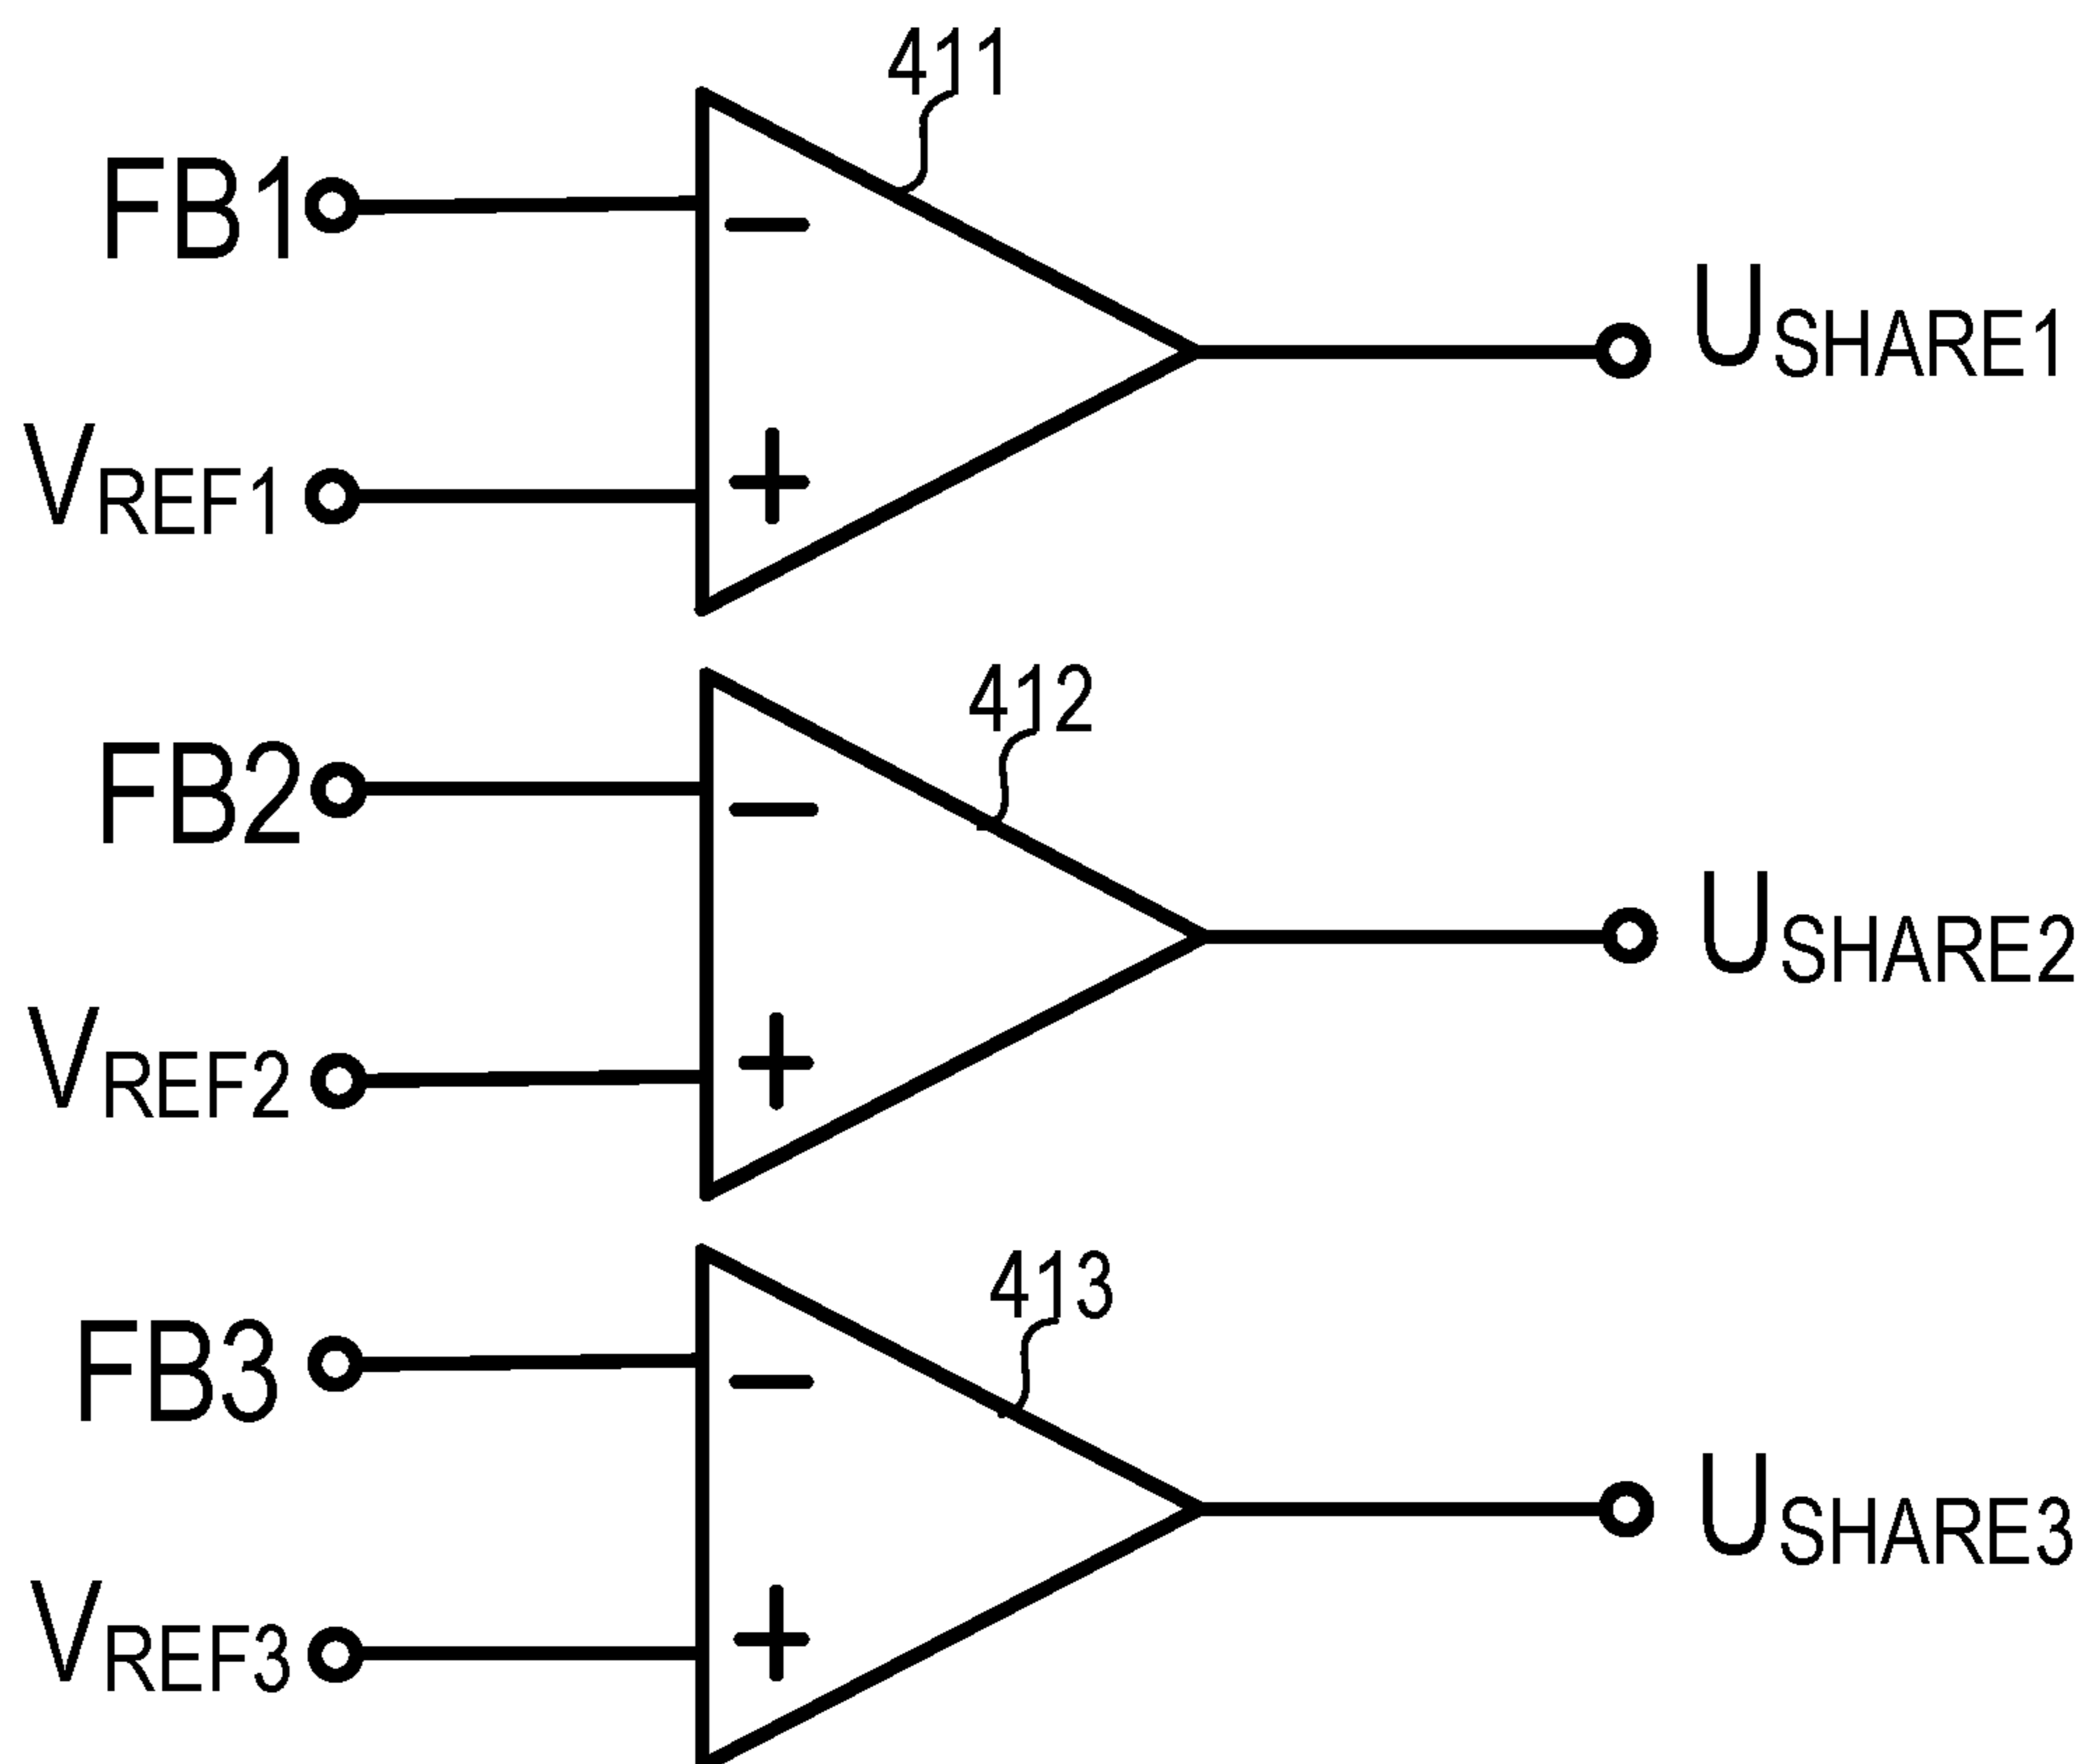 411
FB1
−
USHARE1
VREF1
+
412
FB2
−
USHARE2
VREF2
+
413
FB3
−
USHARE3
VREF3
+